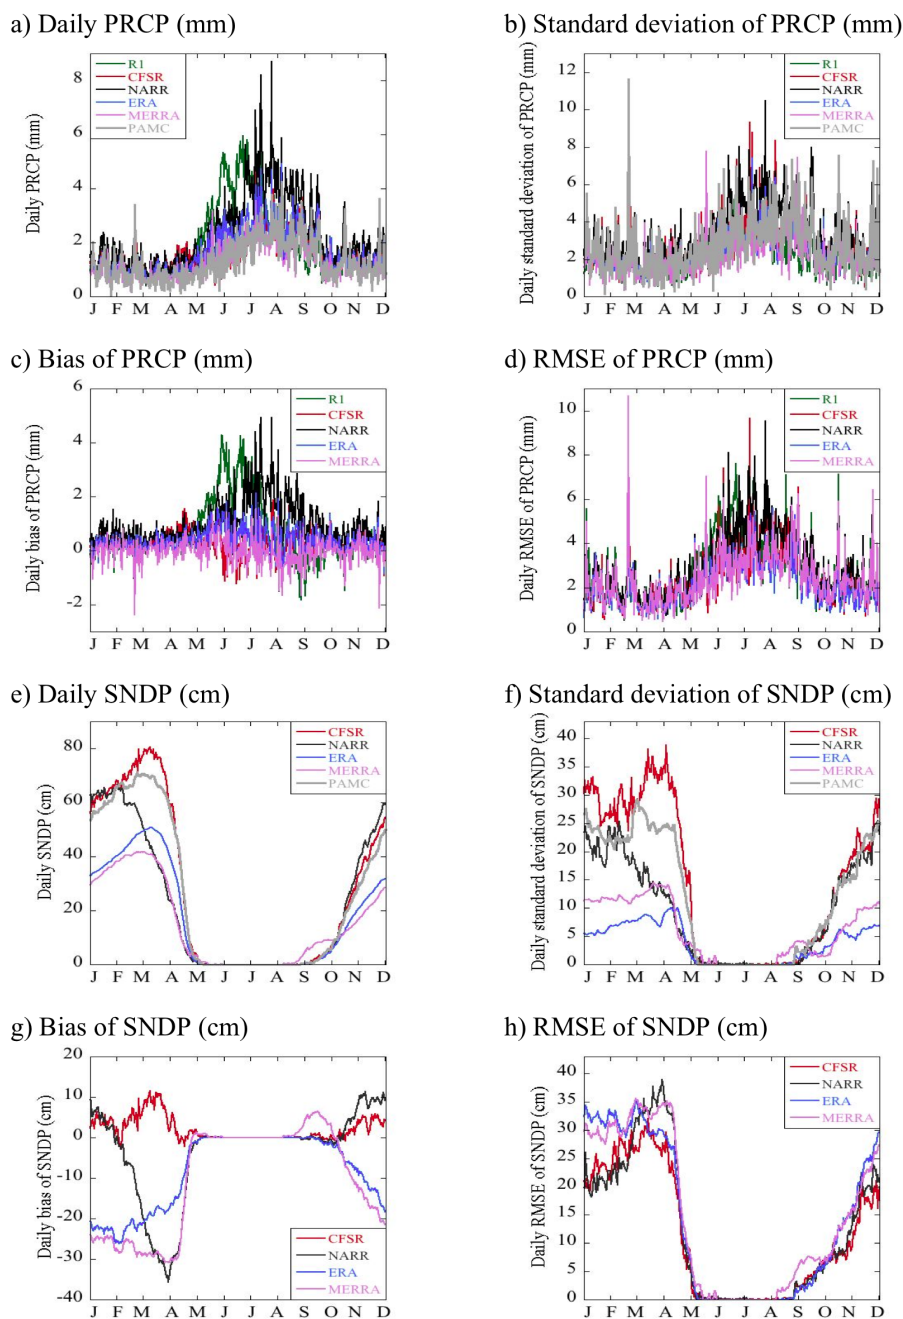 a) Daily PRCP (mm)
b) Standard deviation of PRCP (mm)
Daily PRCP (mm)
8
6
4
2
0
R1
CFSR
NARR
ERA
MERRA
PAMC
J F M A M J J A S O N D
Daily standard deviation of PRCP (mm)
12
10
8
6
4
2
0
R1
CFSR
NARR
ERA
MERRA
PAMC
J F M A M J J A S O N D
c) Bias of PRCP (mm)
d) RMSE of PRCP (mm)
Daily bias of PRCP (mm)
6
4
2
0
-2
R1
CFSR
NARR
ERA
MERRA
J F M A M J J A S O N D
Daily RMSE of PRCP (mm)
10
8
6
4
2
0
R1
CFSR
NARR
ERA
MERRA
J F M A M J J A S O N D
e) Daily SNDP (cm)
f) Standard deviation of SNDP (cm)
Daily SNDP (cm)
80
60
40
20
0
CFSR
NARR
ERA
MERRA
PAMC
J F M A M J J A S O N D
Daily standard deviation of SNDP (cm)
40
35
30
25
20
15
10
5
0
CFSR
NARR
ERA
MERRA
PAMC
J F M A M J J A S O N D
g) Bias of SNDP (cm)
h) RMSE of SNDP (cm)
Daily bias of SNDP (cm)
20
10
0
-10
-20
-30
-40
CFSR
NARR
ERA
MERRA
J F M A M J J A S O N D
Daily RMSE of SNDP (cm)
40
35
30
25
20
15
10
5
0
CFSR
NARR
ERA
MERRA
J F M A M J J A S O N D